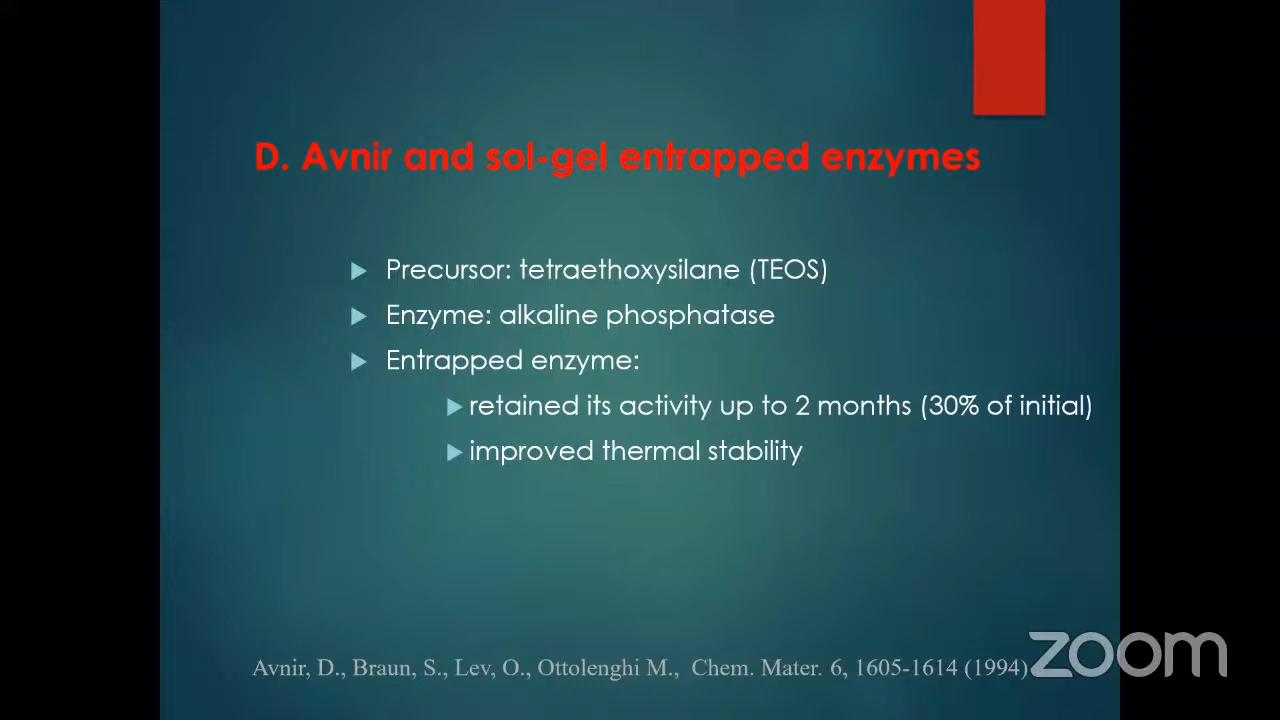 D. Avnir and sol-gel entrapped enzymes
Precursor: tetraethoxysilane (TEOS)
Enzyme: alkaline phosphatase
Entrapped enzyme:
retained its activity up to 2 months (30% of initial)
improved thermal stability
Avnir, D., Braun, S., Lev, O., Ottolenghi M., Chem. Mater. 6, 1605-1614 (1994)
zoom